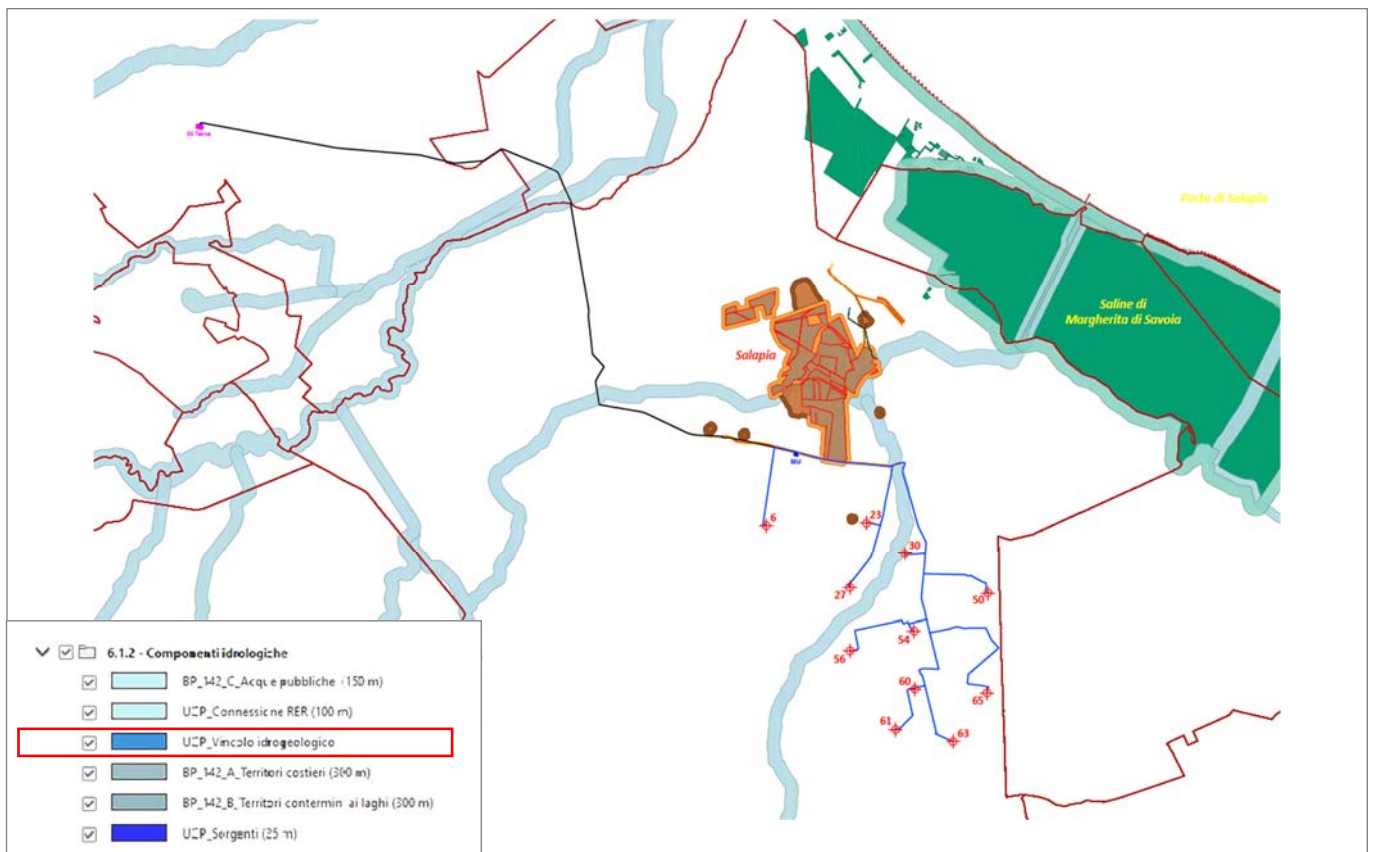 St.Terna
Porto di Salapia
Saline di
Margherita di Savoia
Salapia
6
23
30
27
50
54
56
60
65
61
63
6.1.2 - Componenti idrologiche
BP_142_C_Acque pubbliche (150 m)
UCP_Connessione RER (100 m)
UCP_Vincolo idrogeologico
BP_142_A_Territori costieri (300 m)
BP_142_B_Territori contermini ai laghi (300 m)
UCP_Sorgenti (25 m)